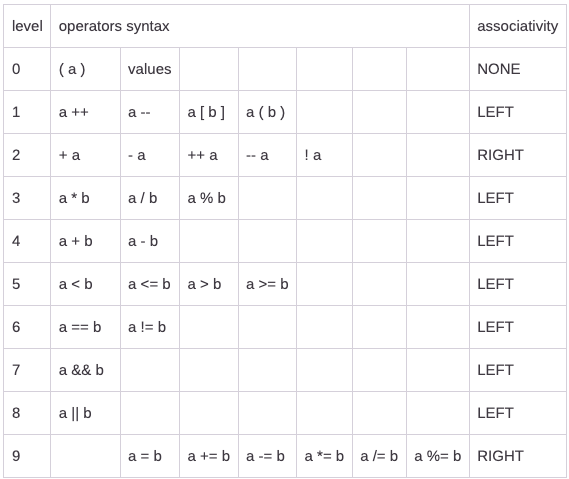 level operators syntax associativity
0 ( a ) values NONE
1 a ++ a -- a [ b ] a ( b ) LEFT
2 + a - a ++ a -- a ! a RIGHT
3 a * b a / b a % b LEFT
4 a + b a - b LEFT
5 a < b a <= b a > b a >= b LEFT
6 a == b a != b LEFT
7 a && b LEFT
8 a || b LEFT
9 a = b a += b a -= b a *= b a /= b a %= b RIGHT